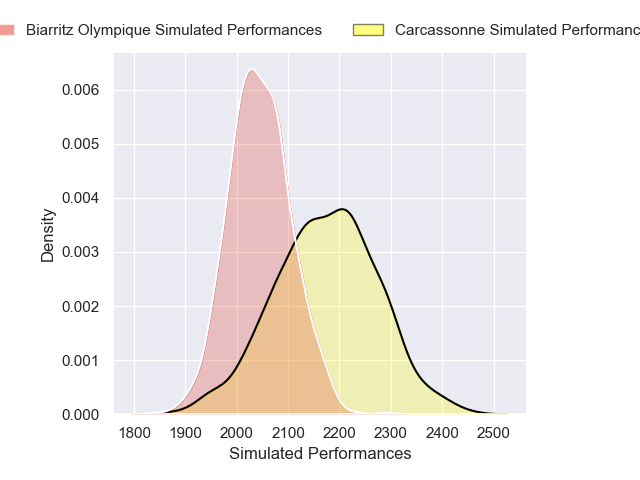 Biarritz Olympique Simulated Performances
Carcassonne Simulated Performanc
0.006
0.005
0.004
0.003
0.002
0.001
0.000
Density
1800 1900 2000 2100 2200 2300 2400 2500
Simulated Performances